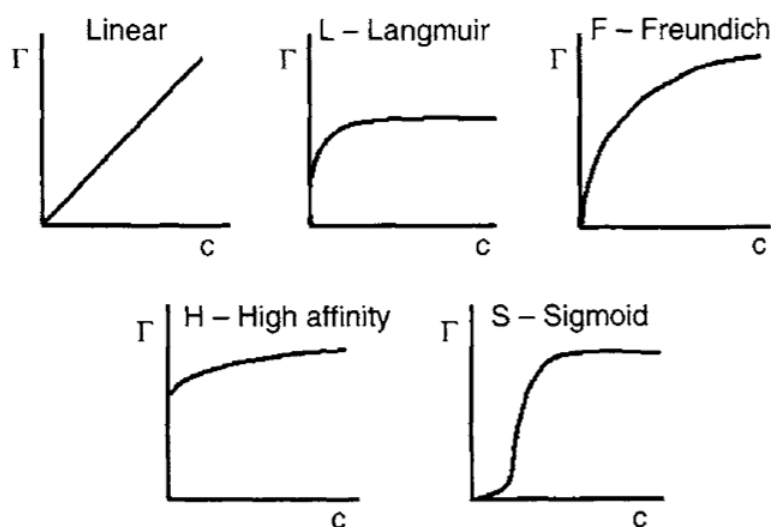 Linear
Γ
c
L – Langmuir
Γ
c
F – Freundich
Γ
c
H – High affinity
Γ
c
S – Sigmoid
Γ
c